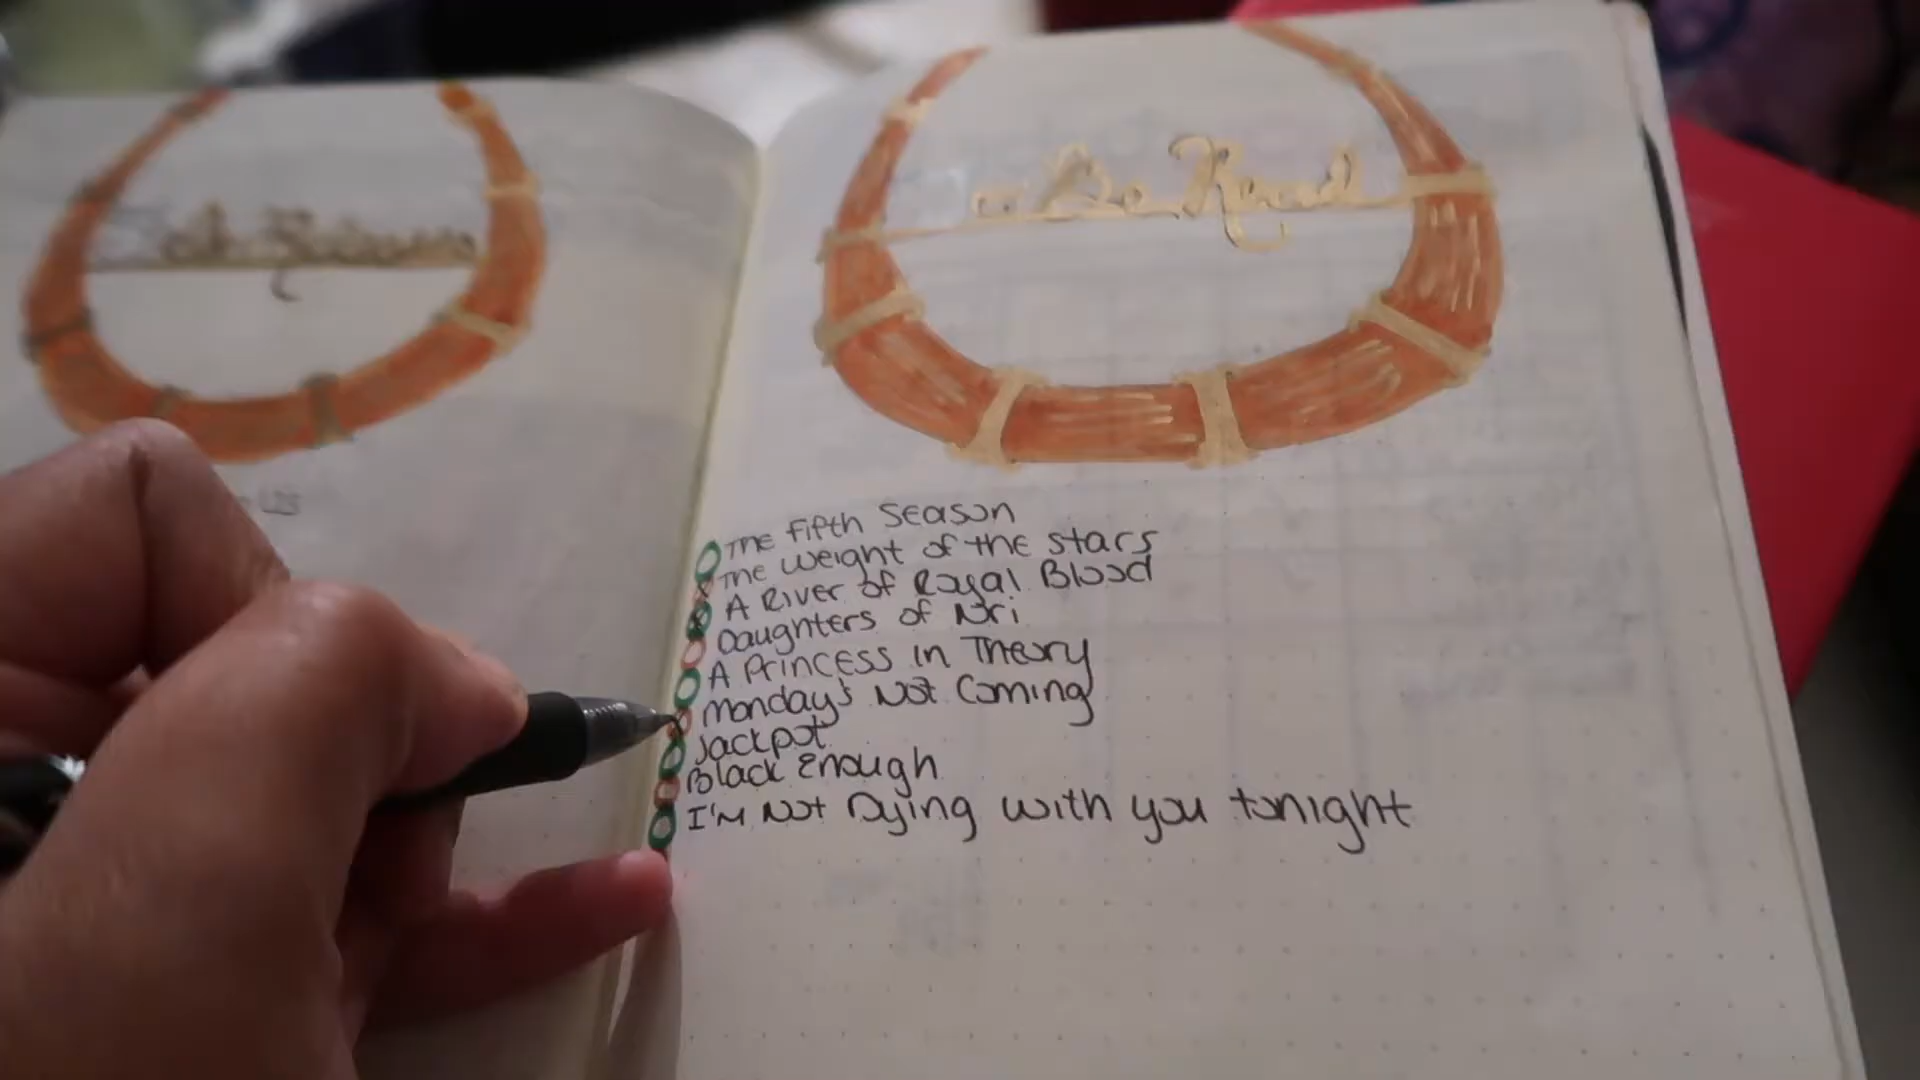 Be Read
The Fifth Season
The weight of the stars
A River of Royal Blood
Daughters of Nri
A Princess in Theory
Monday's Not Coming
Jackpot
Black Enough
I'm Not Dying with you tonight